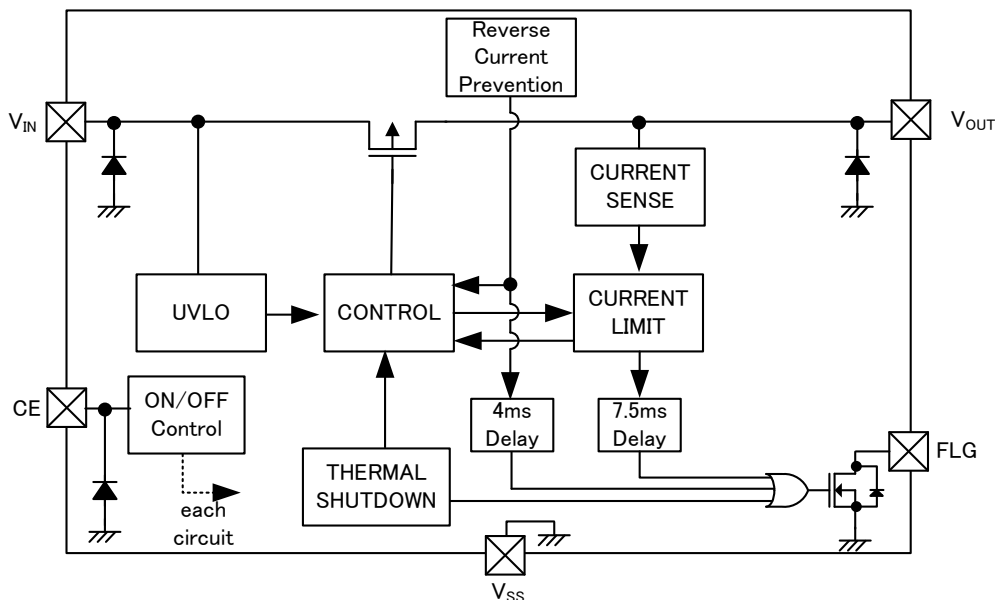 Reverse
Current
Prevention
VIN
VOUT
CURRENT
SENSE
UVLO
CONTROL
CURRENT
LIMIT
CE
ON/OFF
Control
4ms
Delay
7.5ms
Delay
FLG
THERMAL
SHUTDOWN
each
circuit
VSS